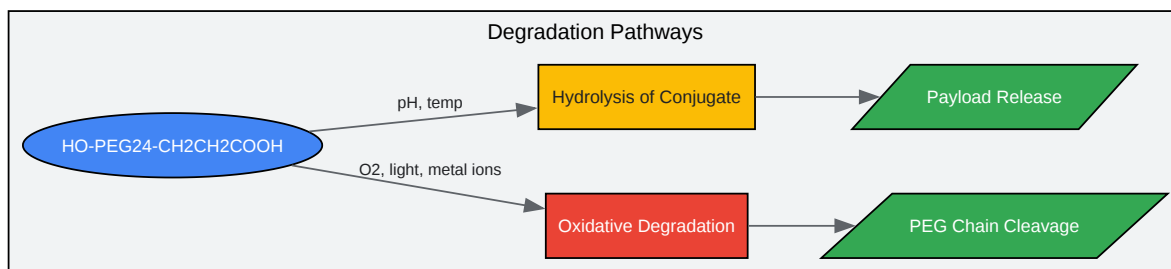 Degradation Pathways
HO-PEG24-CH2CH2COOH
pH, temp
Hydrolysis of Conjugate
Payload Release
O2, light, metal ions
Oxidative Degradation
PEG Chain Cleavage